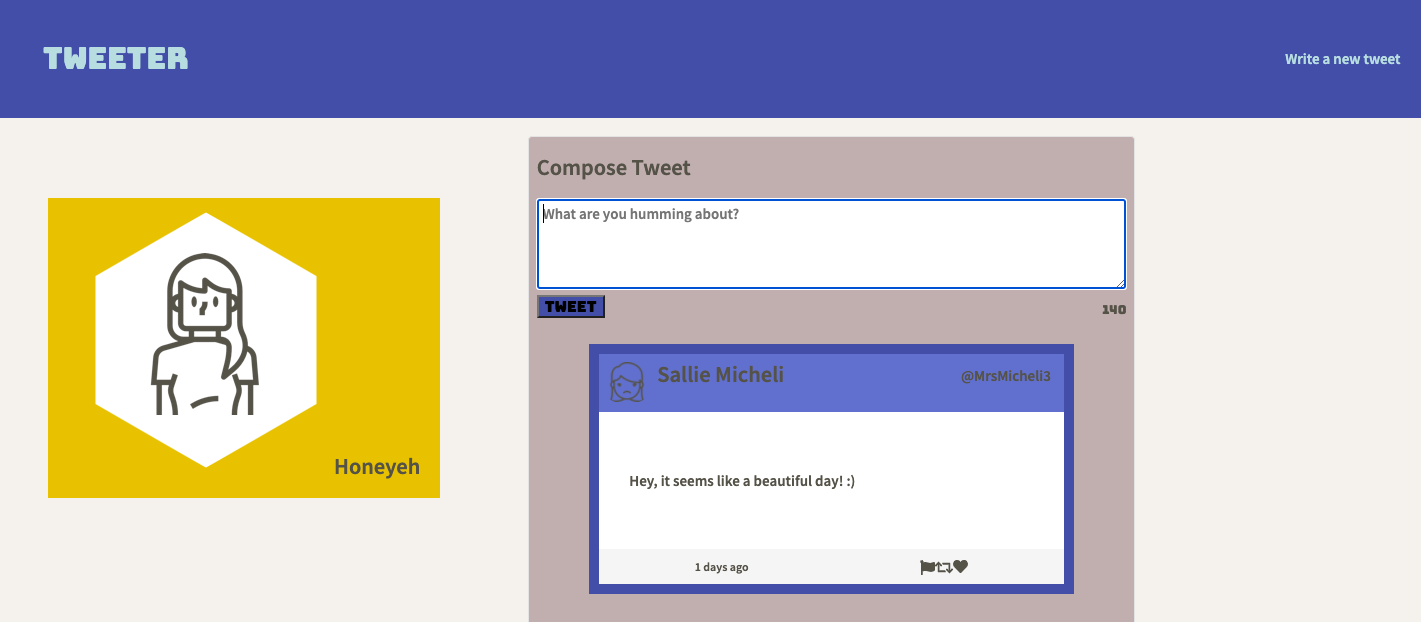 TWEETER
Write a new tweet
Compose Tweet
What are you humming about?
TWEET
140
Honeyeh
Sallie Micheli
@MrsMicheli3
Hey, it seems like a beautiful day! :)
1 days ago